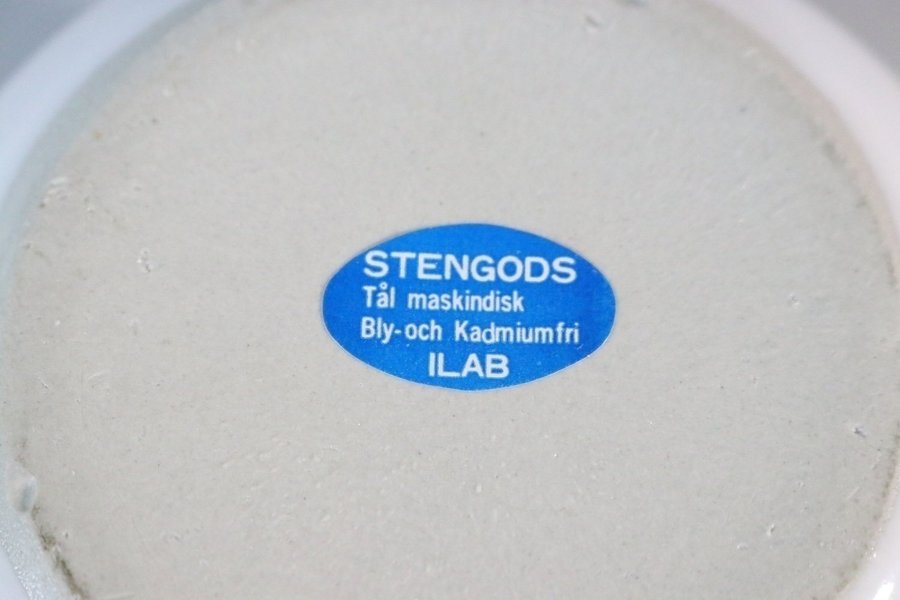 STENGODS
Tål maskindisk
Bly-och Kadmiumfri
ILAB